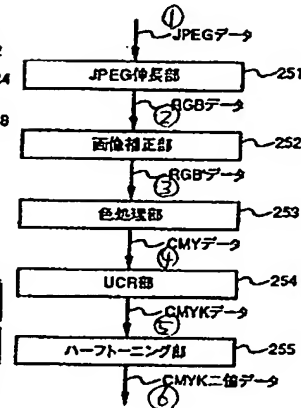 ①
JPEGデータ
JPEG伸長部 251
RGBデータ
②
画像補正部 252
RGBデータ
③
色処理部 253
CMYデータ
④
UCR部 254
CMYKデータ
⑤
ハーフトーニング部 255
CMYK二値データ
⑥